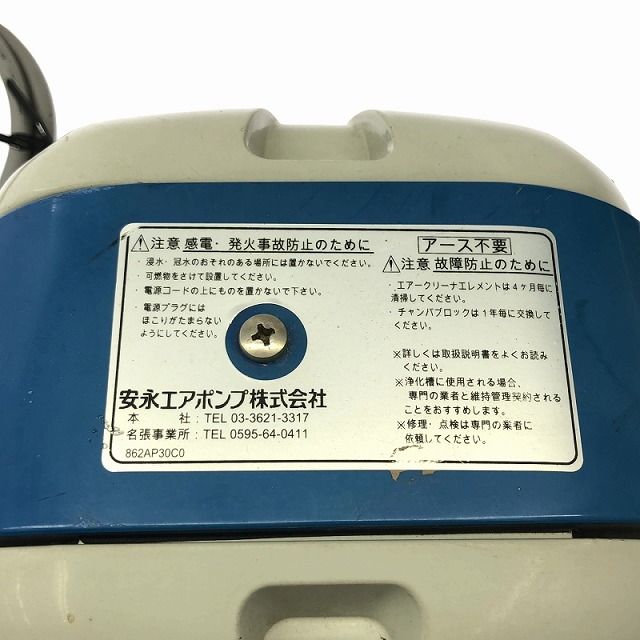 ⚠注意 感電・発火事故防止のために
・浸水・冠水のおそれのある場所には置かないでください。
・可燃物をさけて設置してください。
・電源コードの上にものを置かないで下さい。
・電源プラグには
ほこりがたまらない
ようにしてください。
安永エアポンプ株式会社
本 社:TEL 03-3621-3317
名張事業所:TEL 0595-64-0411
862AP30C0
アース不要
⚠注意 故障防止のために
・エアークリーナエレメントは4ヶ月毎に
清掃してください。
・チャンバブロックは1年毎に交換して
ください。
※詳しくは取扱説明書をよくお読み
ください。
※浄化槽に使用される場合、
専門の業者と維持管理契約される
ことをおすすめします。
※修理・点検は専門の業者に
依頼してください。